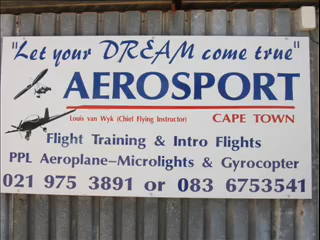 "Let your DREAM come true"
AEROSPORT
Louis van Wyk (Chief Flying Instructor) CAPE TOWN
Flight Training & Intro Flights
PPL Aeroplane-Microlights & Gyrocopter
021 975 3891 or 083 6753541